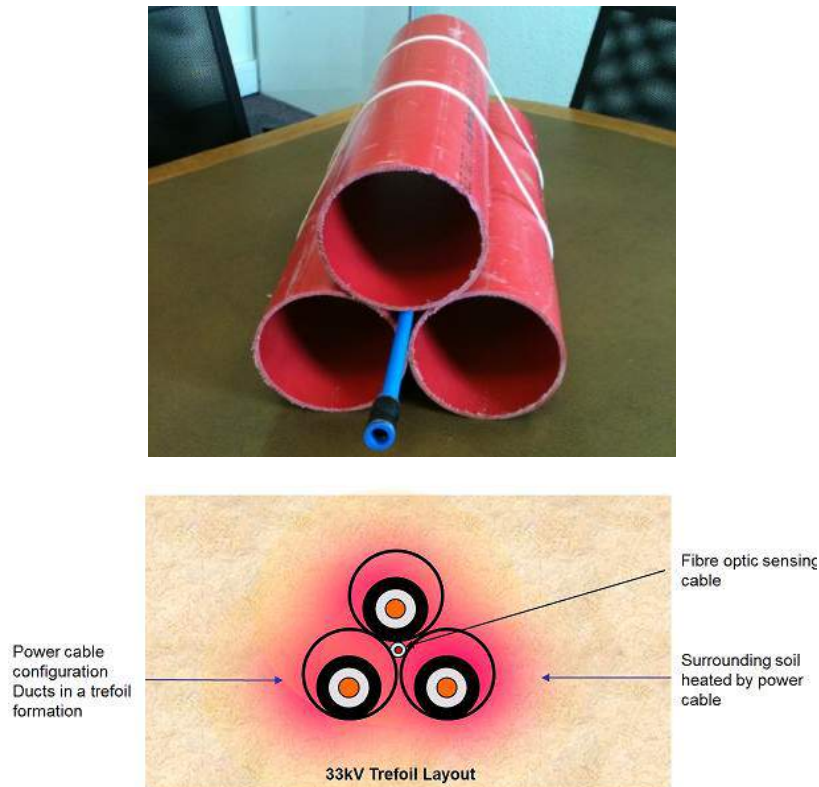 Fibre optic sensing
cable
Power cable
configuration
Ducts in a trefoil
formation
Surrounding soil
heated by power
cable
33kV Trefoil Layout